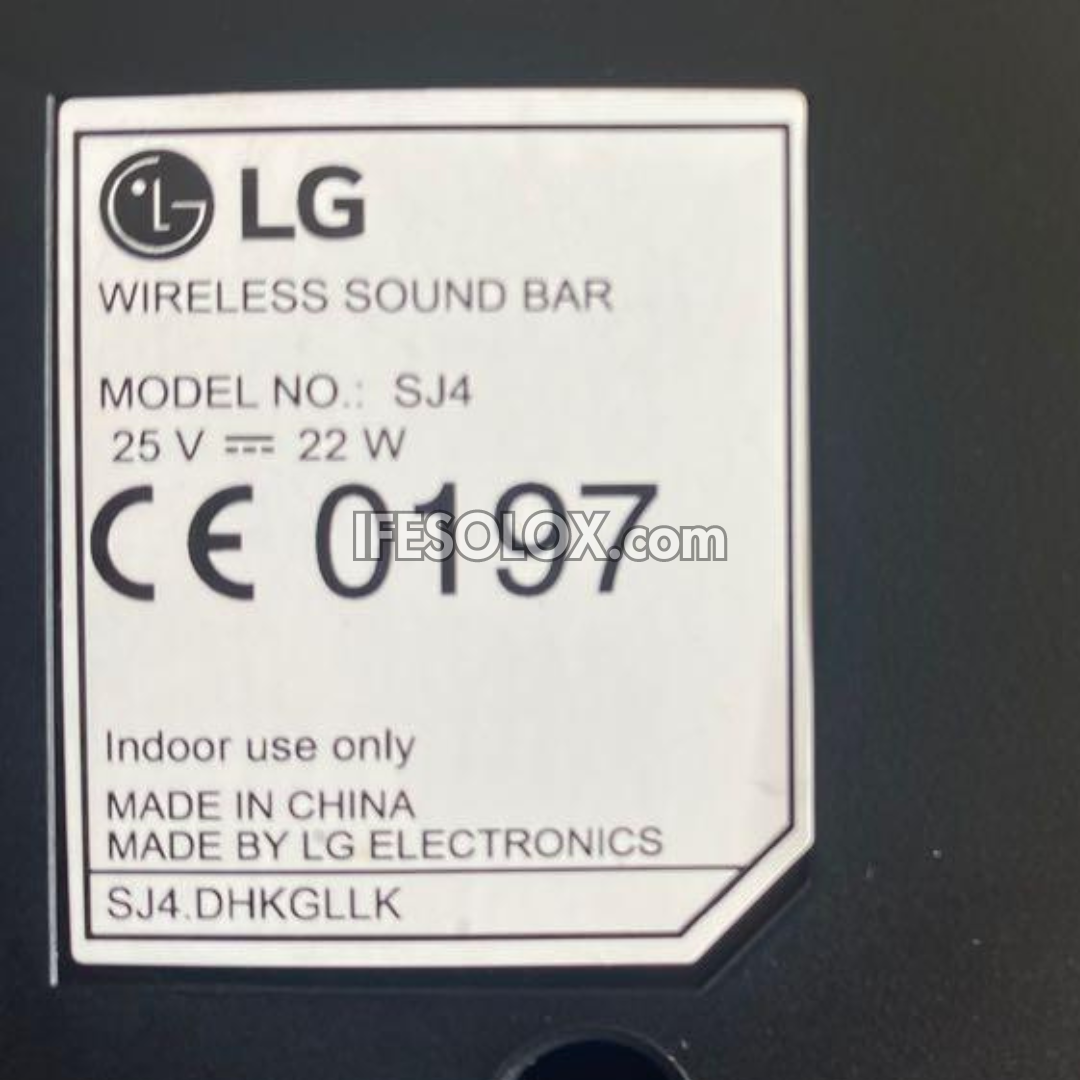 LG
WIRELESS SOUND BAR
MODEL NO.: SJ4
25 V ⎓ 22 W
CE 0197
IFESOLOX.com
Indoor use only
MADE IN CHINA
MADE BY LG ELECTRONICS
SJ4.DHKGLLK